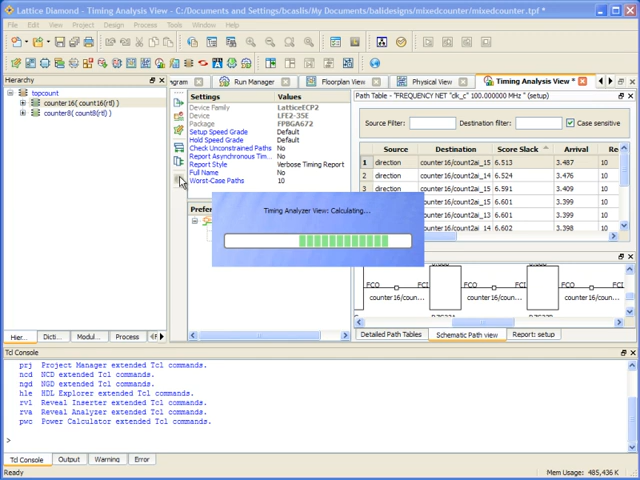 Lattice Diamond - Timing Analysis View - C:/Documents and Settings/bcaslis/My Documents/balidesigns/mixedcounter/mixedcounter.tpf *
File Edit View Project Design Process Tools Window Help
Hierarchy
gram Run Manager Floorplan View Physical View Timing Analysis View *
topcount
counter16( count16(rtl) )
counter8( count8(rtl) )
Settings Values
Device Family LatticeECP2
Device LFE2-35E
Package FPBGA672
Setup Speed Grade Default
Hold Speed Grade Default
Check Unconstrained Paths No
Report Asynchronous Tim... No
Report Style Verbose Timing Report
Full Name No
Worst-Case Paths 10
Prefer
Path Table - "FREQUENCY NET "clk_c" 100.000000 MHz " (setup)
Source Filter: Destination filter: Case sensitive
Source Destination Score Slack Arrival Re
1 direction counter16/count2ai_15 6.513 3.487 10
2 direction counter16/count2ai_15 6.524 3.476 10
3 direction counter16/count2ai_15 6.591 3.409 10
direction counter16/count2ai_13 6.601 3.399 10
direction counter16/count2ai_13 6.601 3.399 10
direction counter16/count2ai_14 6.602 3.398 10
Timing Analyzer View: Calculating...
FCO FCI FCO FCI
counter16/coun... counter16/coun...
Detailed Path Tables Schematic Path view Report: setup
Hier... Dicti... Modul... Process
Tcl Console
prj Project Manager extended Tcl commands.
ncd NCD extended Tcl commands.
ngd NGD extended Tcl commands.
hle HDL Explorer extended Tcl commands.
rvl Reveal Inserter extended Tcl commands.
rva Reveal Analyzer extended Tcl commands.
pwc Power Calculator extended Tcl commands.
>
Tcl Console Output Warning Error
Ready Mem Usage: 485,436 K